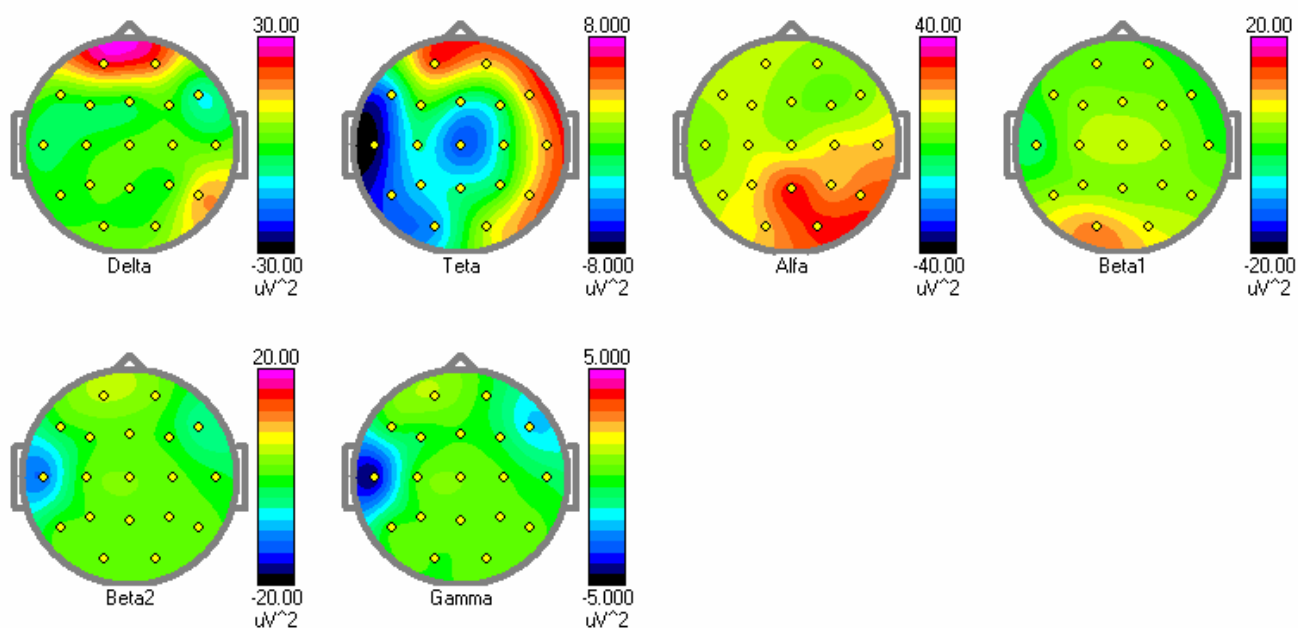 30.00
-30.00
uV^2
Delta
8.000
-8.000
uV^2
Teta
40.00
-40.00
uV^2
Alfa
20.00
-20.00
uV^2
Beta1
20.00
-20.00
uV^2
Beta2
5.000
-5.000
uV^2
Gamma